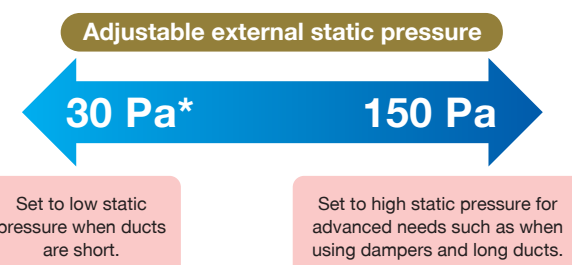 Adjustable external static pressure
30 Pa*
150 Pa
Set to low static
pressure when ducts
are short.
Set to high static pressure for
advanced needs such as when
using dampers and long ducts.